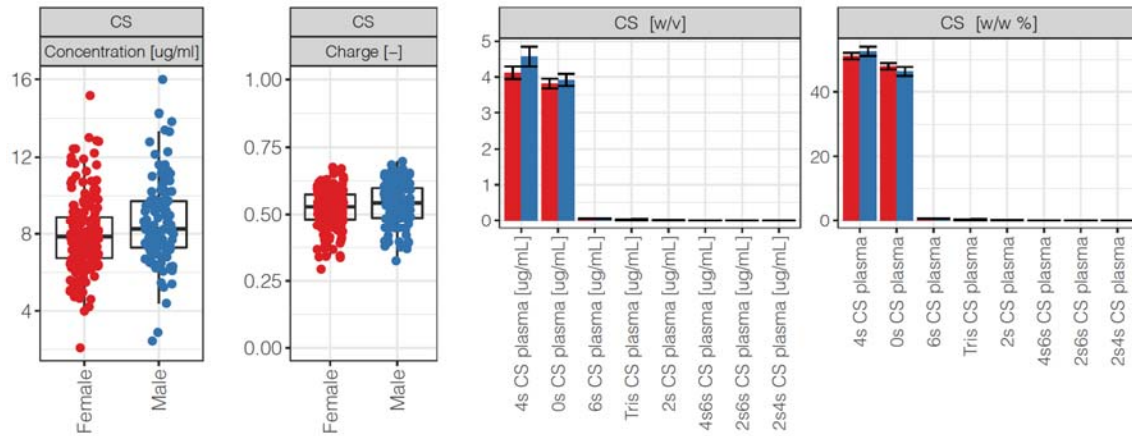 CS
Concentration [ug/ml]
16
12
8
4
Female
Male
CS
Charge [–]
1.00
0.75
0.50
0.25
0.00
Female
Male
CS [w/v]
5
4
3
2
1
0
4s CS plasma [ug/mL]
0s CS plasma [ug/mL]
6s CS plasma [ug/mL]
Tris CS plasma [ug/mL]
2s CS plasma [ug/mL]
4s6s CS plasma [ug/mL]
2s6s CS plasma [ug/mL]
2s4s CS plasma [ug/mL]
CS [w/w %]
40
20
0
4s CS plasma
0s CS plasma
6s CS plasma
Tris CS plasma
2s CS plasma
4s6s CS plasma
2s6s CS plasma
2s4s CS plasma